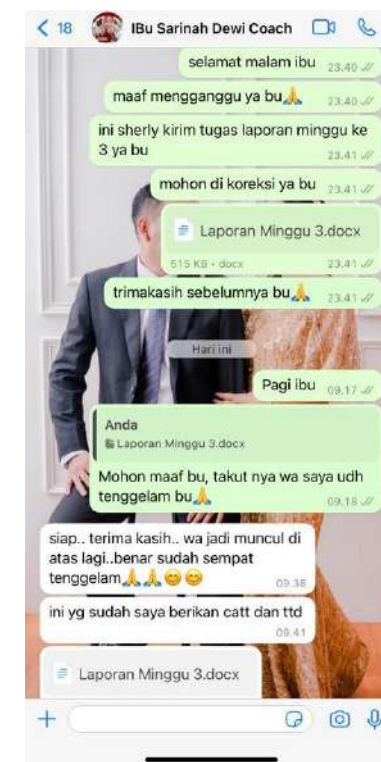 18 IBu Sarinah Dewi Coach
selamat malam ibu 23.40
maaf mengganggu ya bu🙏 23.40
ini sherly kirim tugas laporan minggu ke
3 ya bu 23.41
mohon di koreksi ya bu 23.41
Laporan Minggu 3.docx
515 KB • docx 23.41
trimakasih sebelumnya bu🙏 23.41
Hari ini
Pagi ibu 09.17
Anda
Laporan Minggu 3.docx
Mohon maaf bu, takut nya wa saya udh
tenggelam bu🙏 09.18
siap.. terima kasih.. wa jadi muncul di
atas lagi..benar sudah sempat
tenggelam🙏🙏😊😊 09.38
ini yg sudah saya berikan catt dan ttd
09.41
Laporan Minggu 3.docx